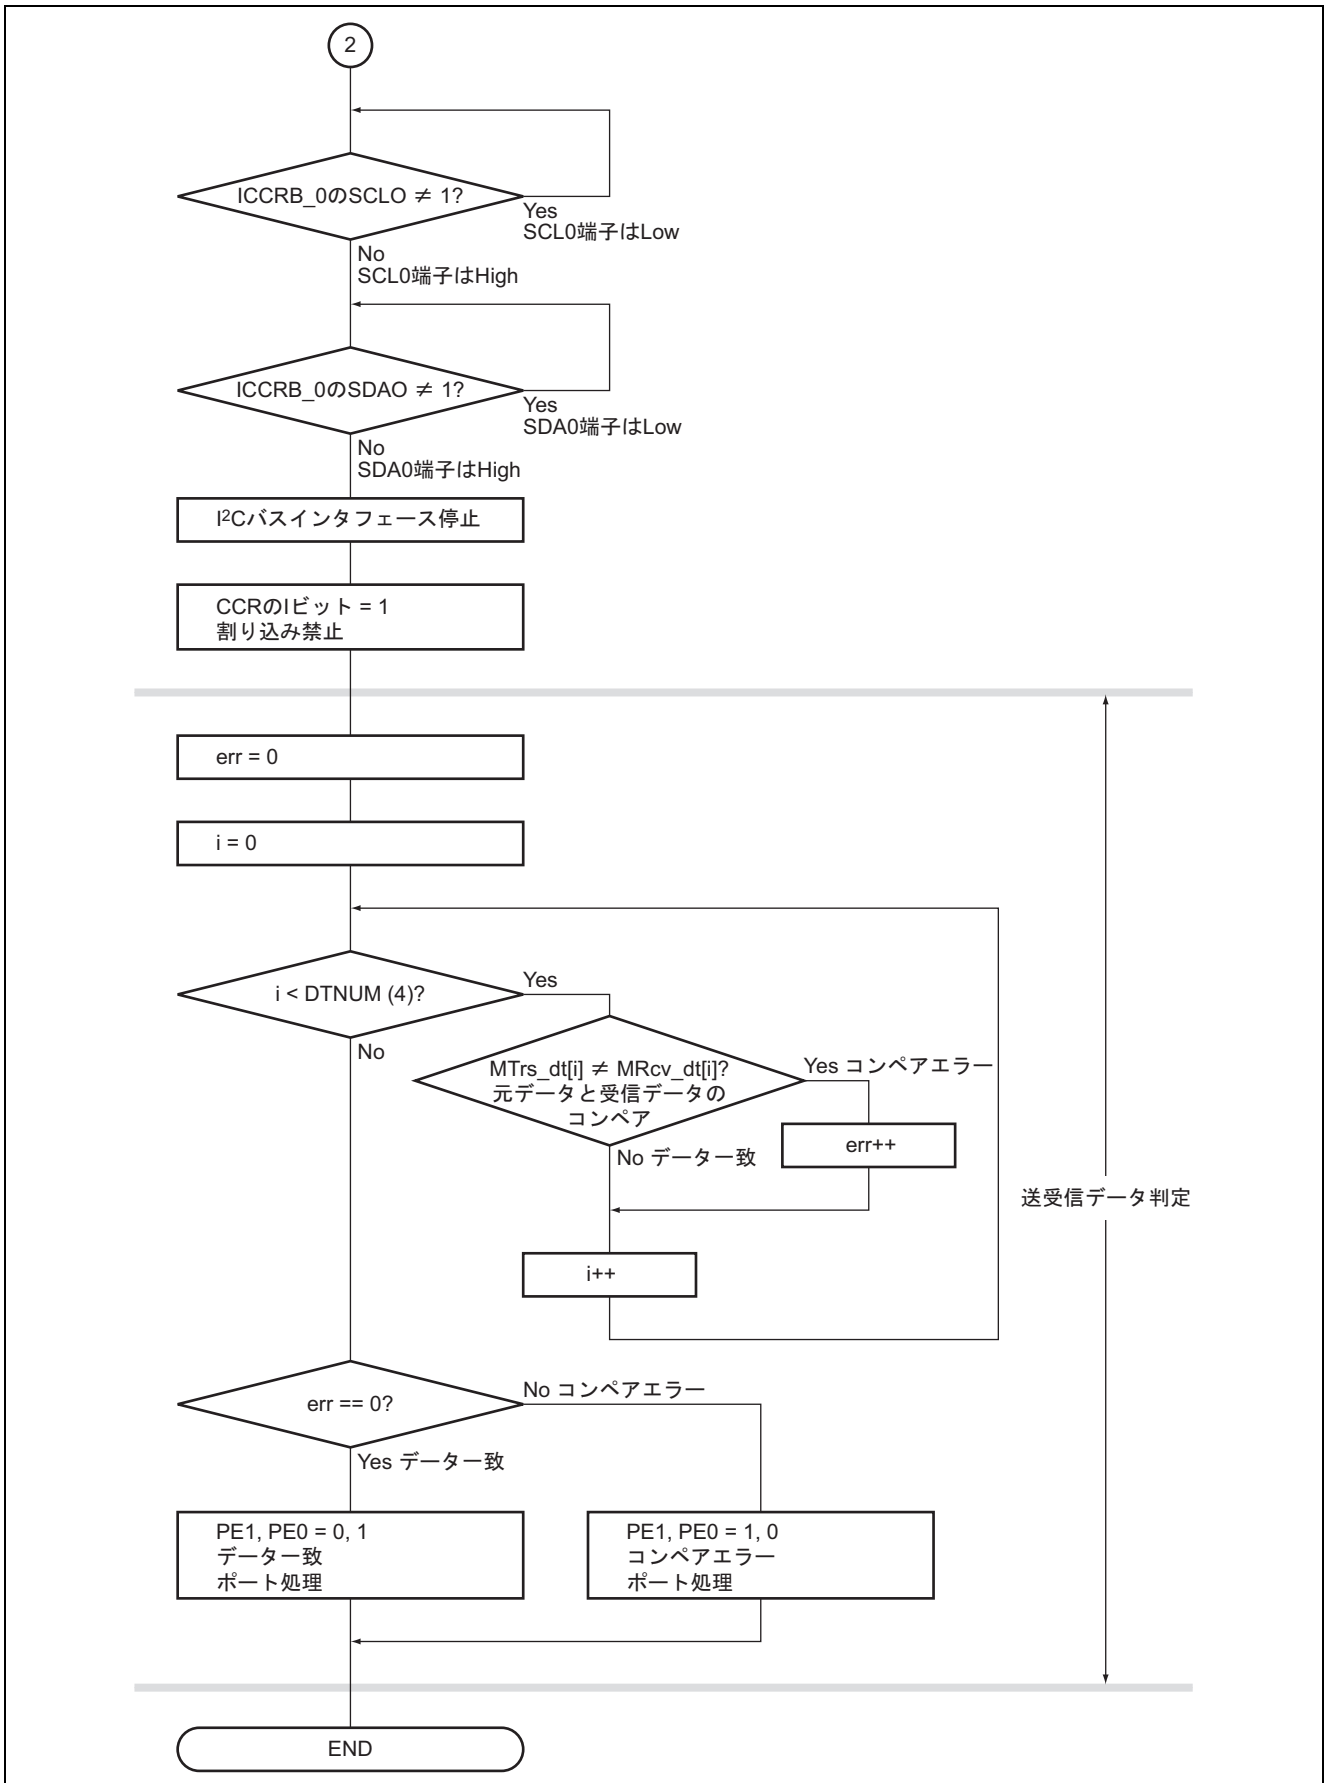 2
ICCRB_0のSCLO ≠ 1?
Yes
SCL0端子はLow
No
SCL0端子はHigh
ICCRB_0のSDAO ≠ 1?
Yes
SDA0端子はLow
No
SDA0端子はHigh
I2Cバスインタフェース停止
CCRのIビット = 1
割り込み禁止
err = 0
i = 0
i < DTNUM (4)?
Yes
No
MTrs_dt[i] ≠ MRcv_dt[i]?
元データと受信データの
コンペア
Yes コンペアエラー
err++
No データ一致
送受信データ判定
i++
err == 0?
No コンペアエラー
Yes データ一致
PE1, PE0 = 0, 1
データ一致
ポート処理
PE1, PE0 = 1, 0
コンペアエラー
ポート処理
END